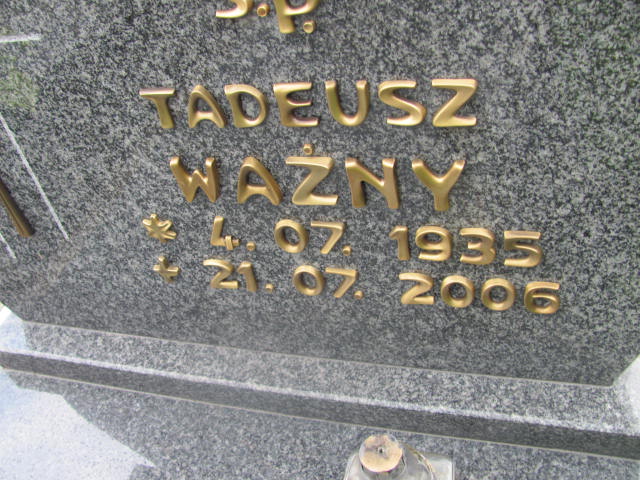 ś.p.
TADEUSZ
WAŻNY
* 4. 07. 1935
+ 21. 07. 2006